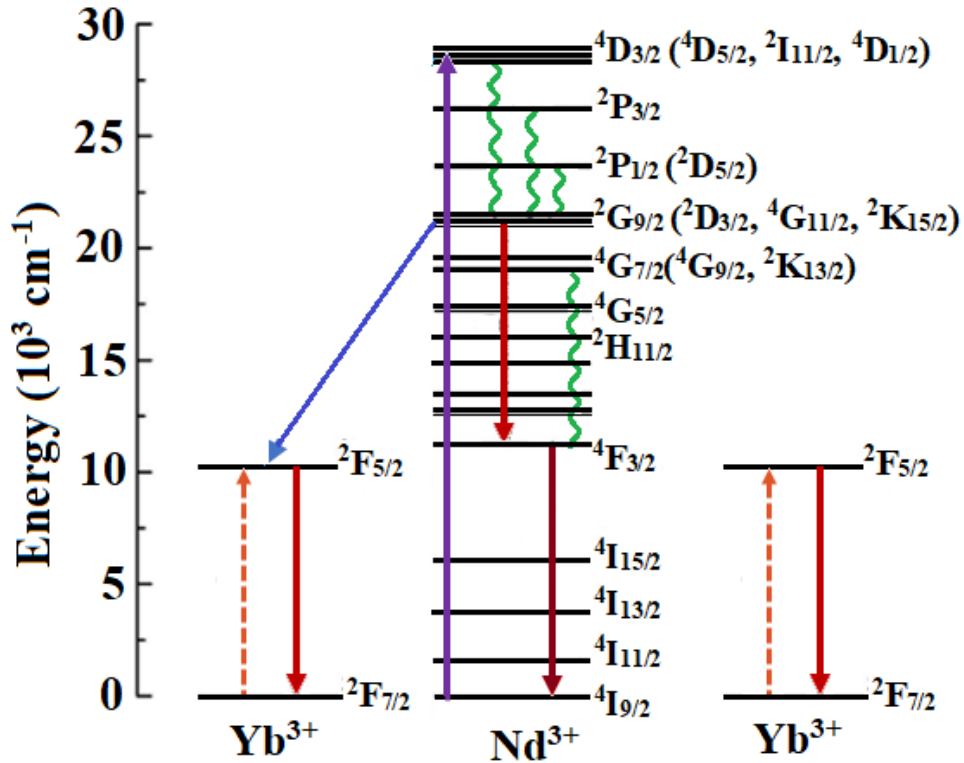 Energy (10³ cm⁻¹)
30
25
20
15
10
5
0
⁴D₃/₂ (⁴D₅/₂, ²I₁₁/₂, ⁴D₁/₂)
²P₃/₂
²P₁/₂ (²D₅/₂)
²G₉/₂ (²D₃/₂, ⁴G₁₁/₂, ²K₁₅/₂)
⁴G₇/₂(⁴G₉/₂, ²K₁₃/₂)
⁴G₅/₂
²H₁₁/₂
²F₅/₂ ⁴F₃/₂ ²F₅/₂
⁴I₁₅/₂
⁴I₁₃/₂
⁴I₁₁/₂
²F₇/₂ ⁴I₉/₂ ²F₇/₂
Yb³⁺ Nd³⁺ Yb³⁺